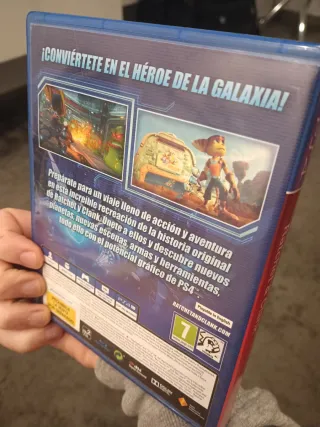 ¡CONVIÉRTETE EN EL HÉROE DE LA GALAXIA!
Prepárate para un viaje lleno de acción y aventura
en esta increíble recreación de la historia original
de Ratchet y Clank. Únete a ellos y descubre nuevos
planetas, nuevas escenas, armas y herramientas,
todo ello con el potencial gráfico de PS4™.
7
RATCHETANDCLANK.COM